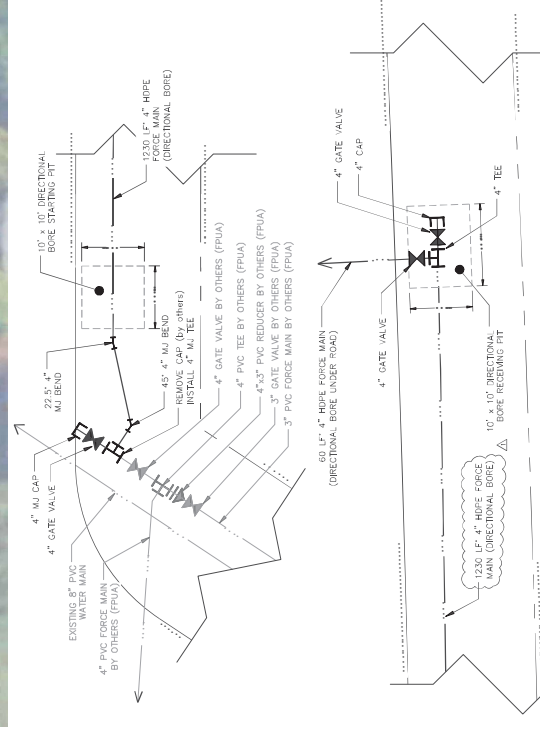 10' x 10' DIRECTIONAL
BORE STARTING PIT
1230 LF' 4" HDPE
FORCE MAIN
(DIRECTIONAL BORE)
22.5° 4"
MJ BEND
4" MJ CAP
4" GATE VALVE
45° 4" MJ BEND
REMOVE CAP (by others)
INSTALL 4" MJ TEE
4" GATE VALVE BY OTHERS (FPUA)
4" PVC TEE BY OTHERS (FPUA)
4"x3" PVC REDUCER BY OTHERS (FPUA)
3" GATE VALVE BY OTHERS (FPUA)
3" PVC FORCE MAIN BY OTHERS (FPUA)
EXISTING 8" PVC
WATER MAIN
4" PVC FORCE MAIN
BY OTHERS (FPUA)
4" GATE VALVE
4" CAP
4" TEE
60 LF' 4" HDPE FORCE MAIN
(DIRECTIONAL BORE UNDER ROAD)
4" GATE VALVE
10' x 10' DIRECTIONAL
BORE RECEIVING PIT
1230 LF' 4" HDPE FORCE
MAIN (DIRECTIONAL BORE)